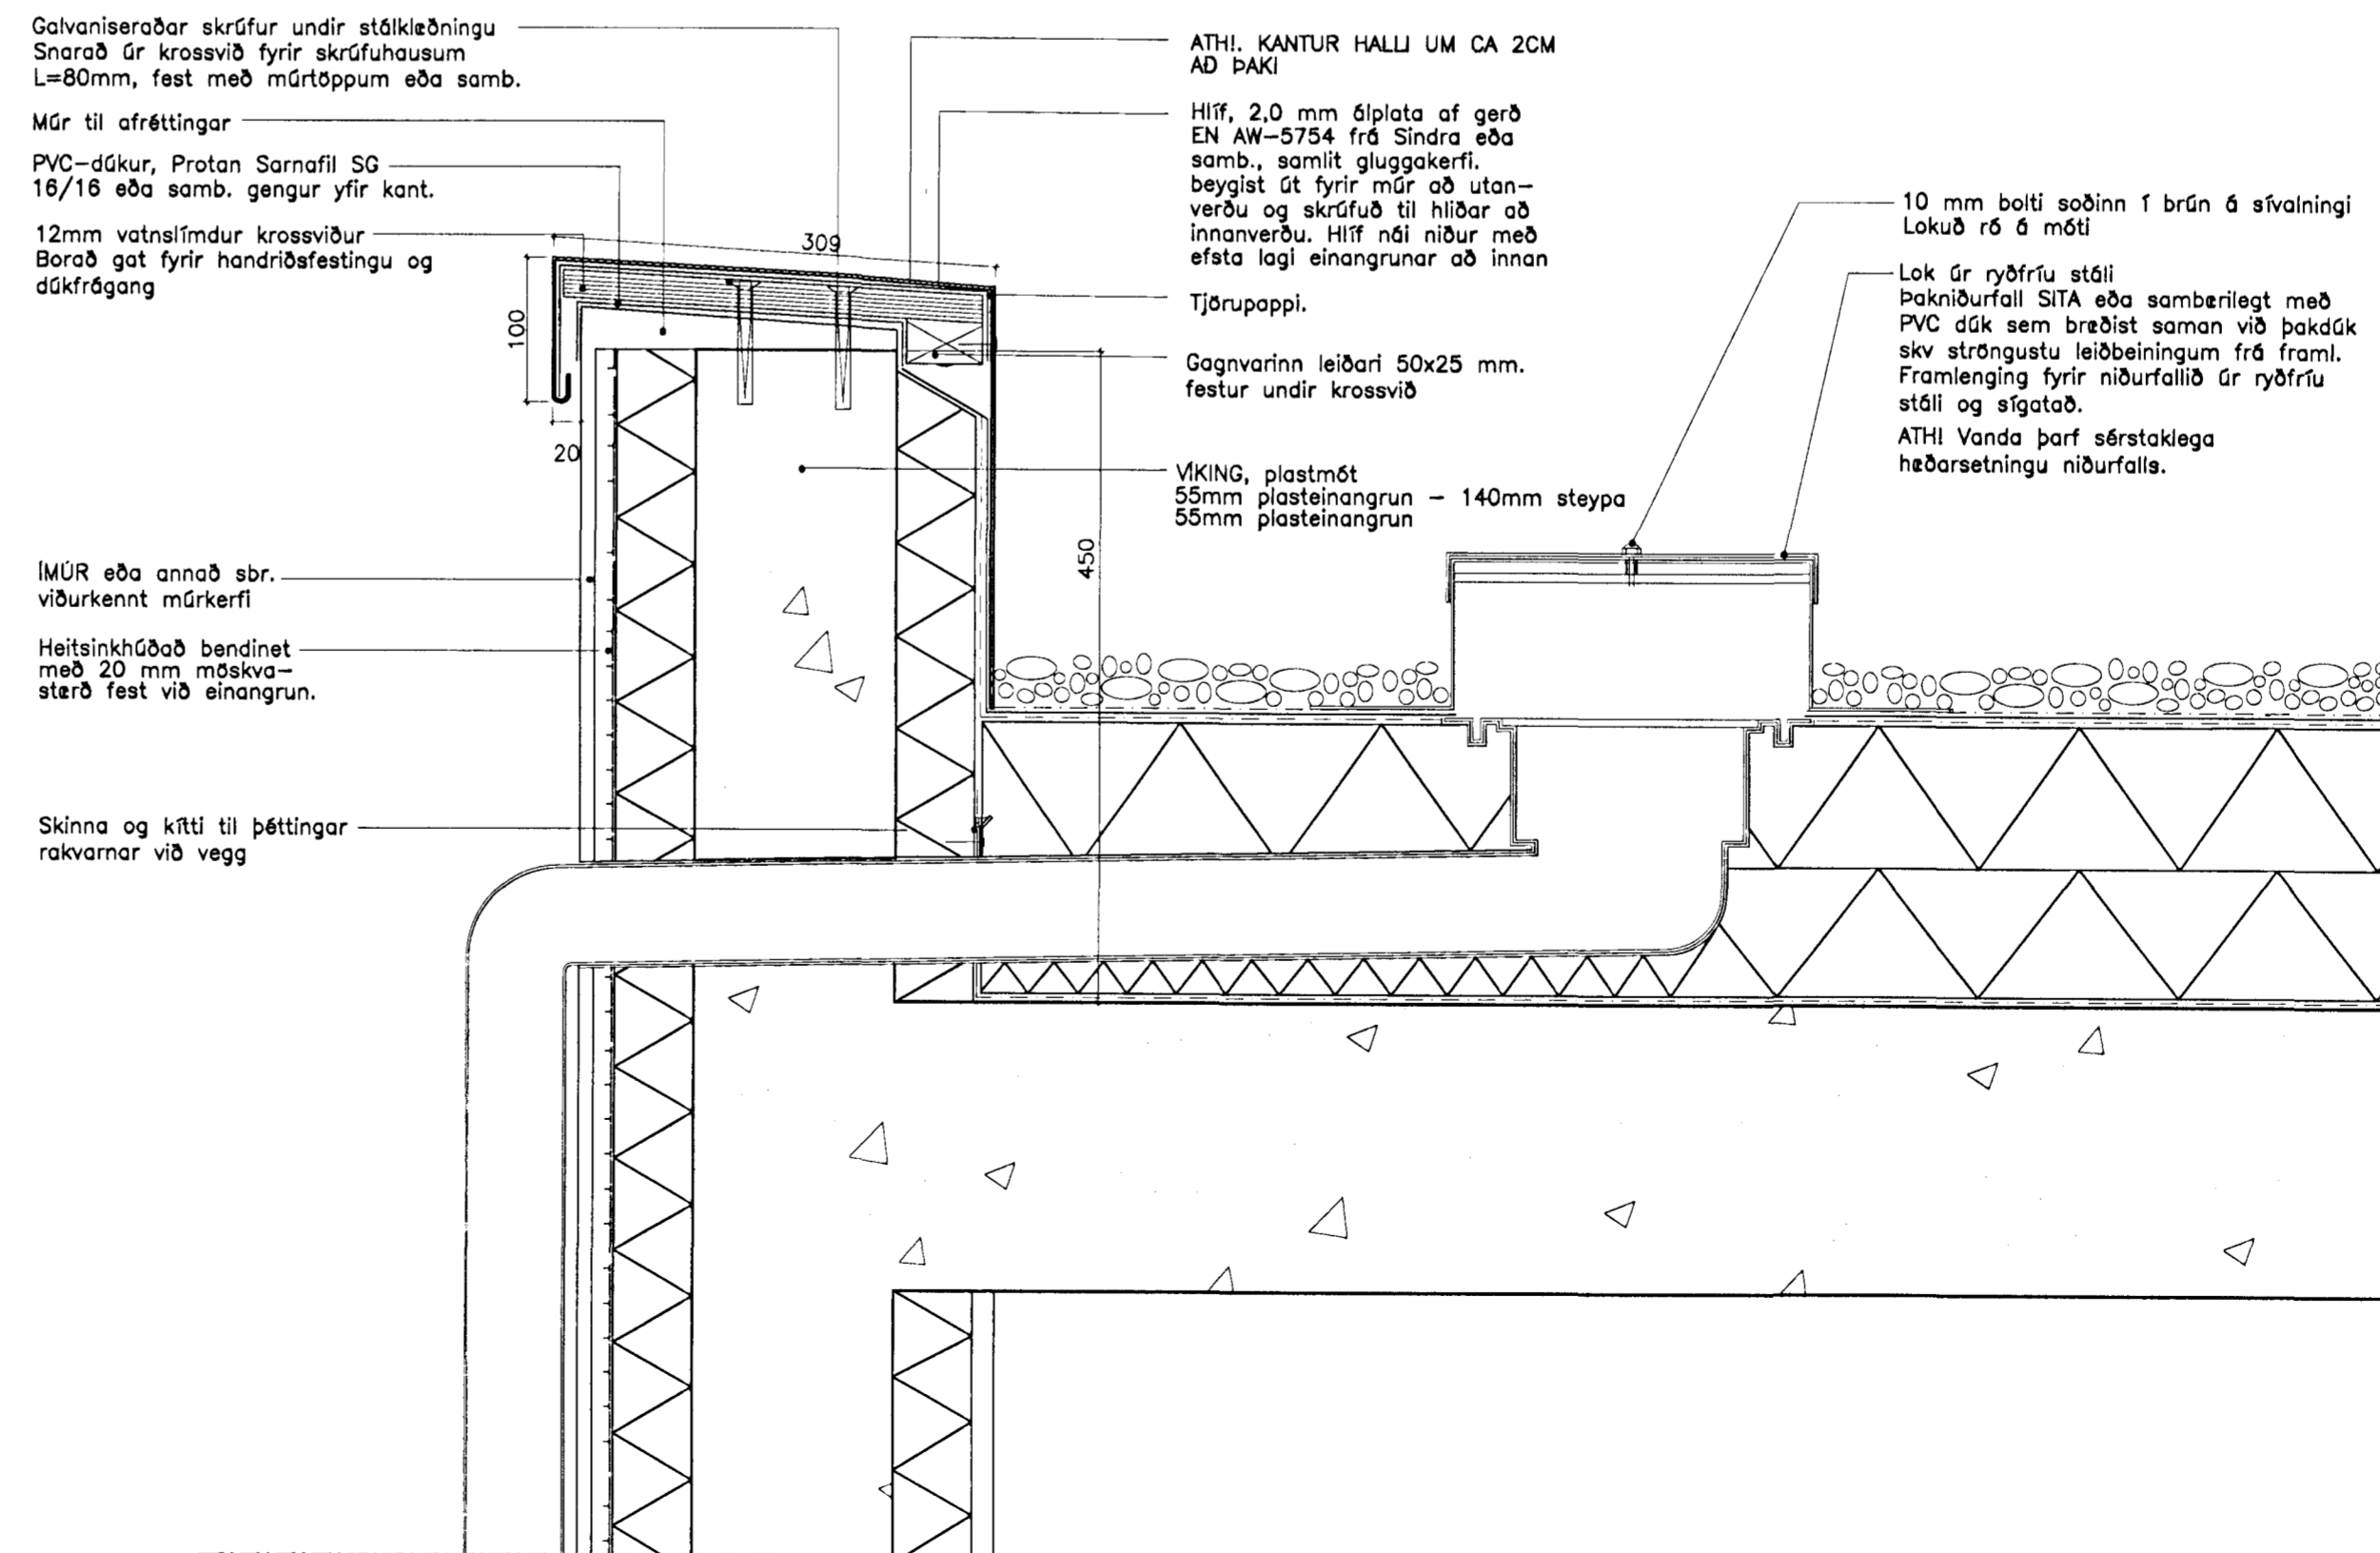 Galvaniseraðar skrúfur undir stálklæðningu
Snarað úr krossvið fyrir skrúfuhausum
L=80mm, fest með múrtöppum eða samb.
Múr til afréttingar
PVC-dúkur, Protan Sarnafil SG
16/16 eða samb. gengur yfir kant.
12mm vatnslímdur krossviður
Borað gat fyrir handriðsfestingu og
dúkfrágang
309
100
20
ÍMÚR eða annað sbr.
viðurkennt múrkerfi
Heitsinkhúðað bendinet
með 20 mm möskva-
stærð fest við einangrun.
Skinna og kítti til þéttingar
rakvarnar við vegg
ATH!. KANTUR HALLI UM CA 2CM
AÐ ÞAKI
Hlíf, 2,0 mm álplata af gerð
EN AW-5754 frá Sindra eða
samb., samlit gluggakerfi.
beygist út fyrir múr að utan-
verðu og skrúfuð til hliðar að
innanverðu. Hlíf nái niður með
efsta lagi einangrunar að innan
Tjörupappi.
Gagnvarinn leiðari 50x25 mm.
festur undir krossvið
VÍKING, plastmót
55mm plasteinangrun - 140mm steypa
55mm plasteinangrun
450
10 mm bolti soðinn í brún á sívalningi
Lokuð ró á móti
Lok úr ryðfríu stáli
Þakniðurfall SITA eða sambærilegt með
PVC dúk sem bræðist saman við þakdúk
skv ströngustu leiðbeiningum frá framl.
Framlenging fyrir niðurfallið úr ryðfríu
stáli og sígatað.
ATH! Vanda þarf sérstaklega
hæðarsetningu niðurfalls.